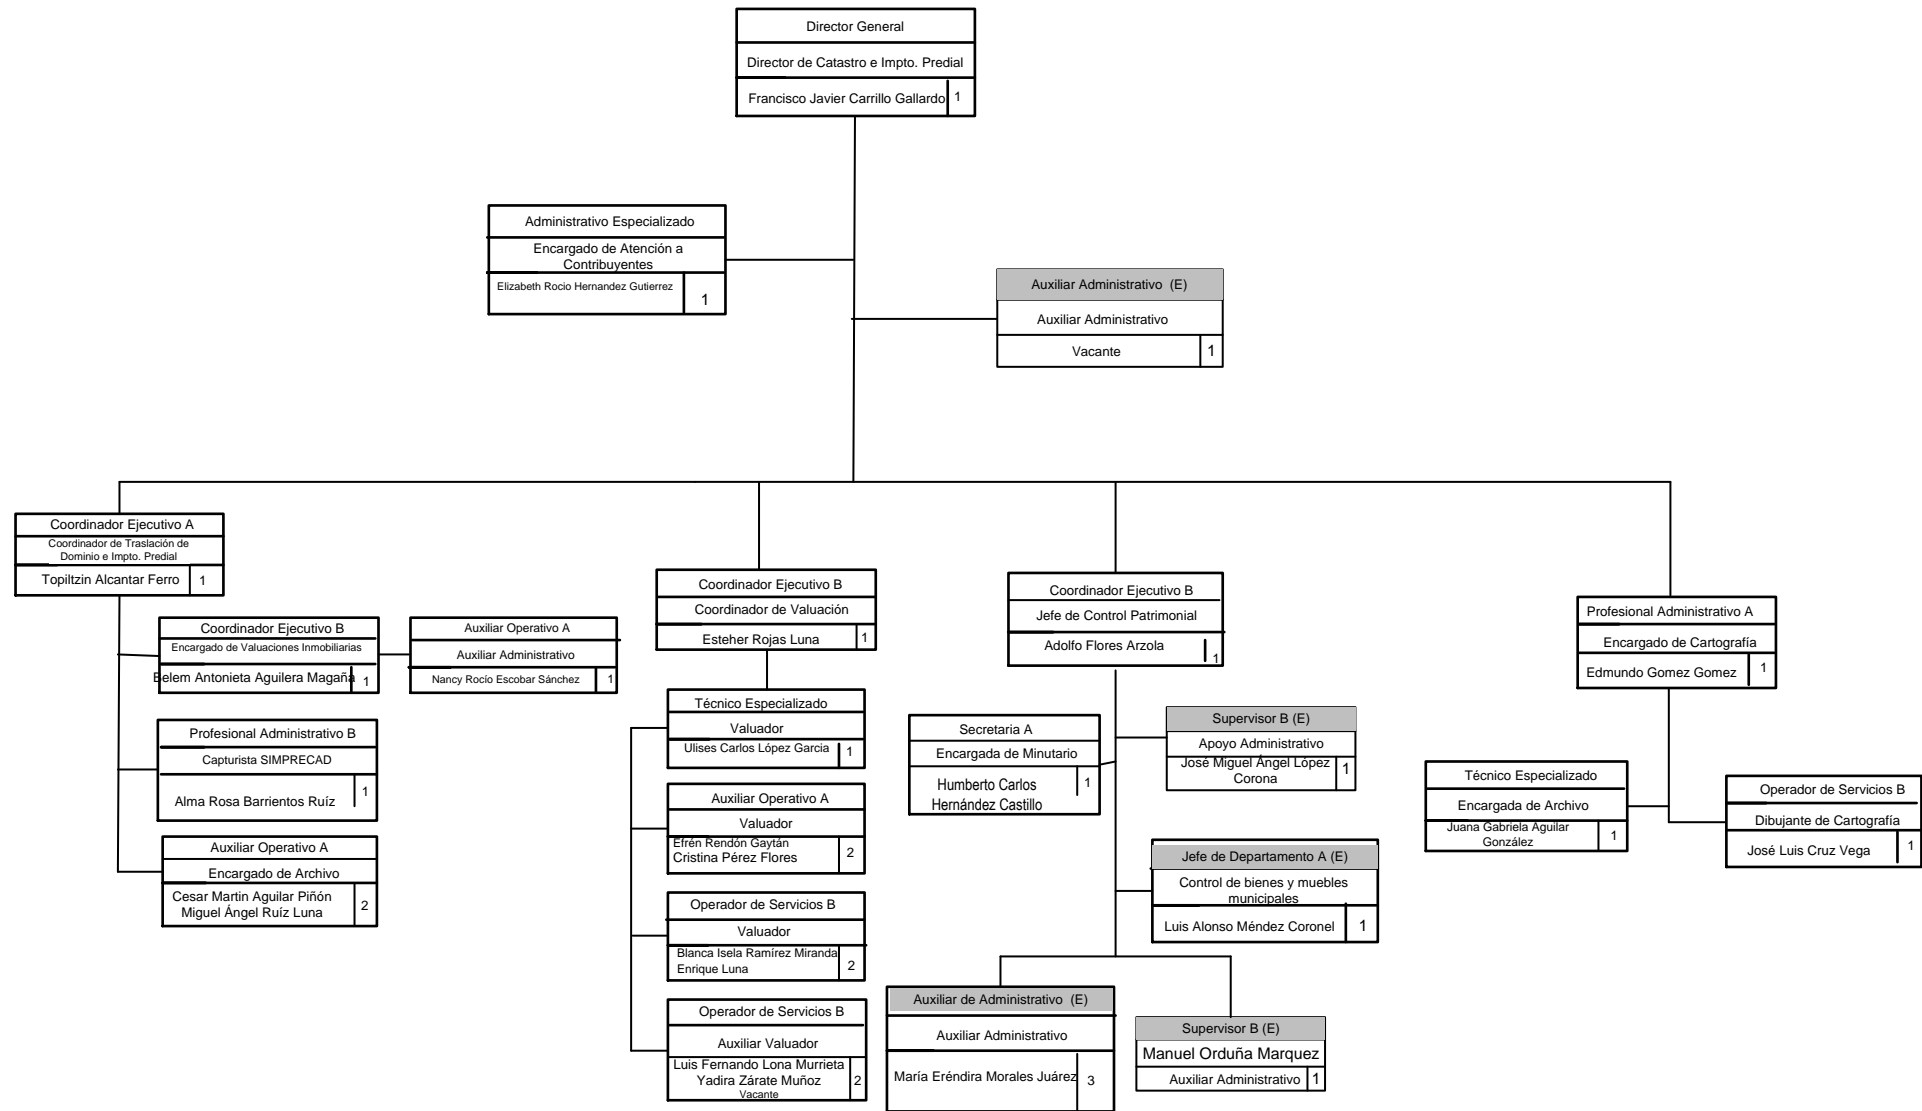 Director General
Director de Catastro e Impto. Predial
Francisco Javier Carrillo Gallardo 1
Administrativo Especializado
Encargado de Atención a
Contribuyentes
Elizabeth Rocio Hernandez Gutierrez
1
Auxiliar Administrativo (E)
Auxiliar Administrativo
Vacante 1
Coordinador Ejecutivo A
Coordinador de Traslación de
Dominio e Impto. Predial
Topiltzin Alcantar Ferro 1
Coordinador Ejecutivo B
Encargado de Valuaciones Inmobiliarias
Belem Antonieta Aguilera Magaña 1
Auxiliar Operativo A
Auxiliar Administrativo
Nancy Rocío Escobar Sánchez 1
Profesional Administrativo B
Capturista SIMPRECAD
Alma Rosa Barrientos Ruíz 1
Auxiliar Operativo A
Encargado de Archivo
Cesar Martin Aguilar Piñón
Miguel Ángel Ruíz Luna 2
Coordinador Ejecutivo B
Coordinador de Valuación
Esteher Rojas Luna 1
Técnico Especializado
Valuador
Ulises Carlos López Garcia 1
Auxiliar Operativo A
Valuador
Efrén Rendón Gaytán
Cristina Pérez Flores 2
Operador de Servicios B
Valuador
Blanca Isela Ramírez Miranda
Enrique Luna 2
Operador de Servicios B
Auxiliar Valuador
Luis Fernando Lona Murrieta
Yadira Zárate Muñoz 2
Vacante
Coordinador Ejecutivo B
Jefe de Control Patrimonial
Adolfo Flores Arzola 1
Secretaria A
Encargada de Minutario
Humberto Carlos 1
Hernández Castillo
Supervisor B (E)
Apoyo Administrativo
José Miguel Ángel López 1
Corona
Jefe de Departamento A (E)
Control de bienes y muebles
municipales
Luis Alonso Méndez Coronel 1
Auxiliar de Administrativo (E)
Auxiliar Administrativo
María Eréndira Morales Juárez 3
Supervisor B (E)
Manuel Orduña Marquez
Auxiliar Administrativo 1
Profesional Administrativo A
Encargado de Cartografía
Edmundo Gomez Gomez 1
Técnico Especializado
Encargada de Archivo
Juana Gabriela Aguilar 1
González
Operador de Servicios B
Dibujante de Cartografía
José Luis Cruz Vega 1